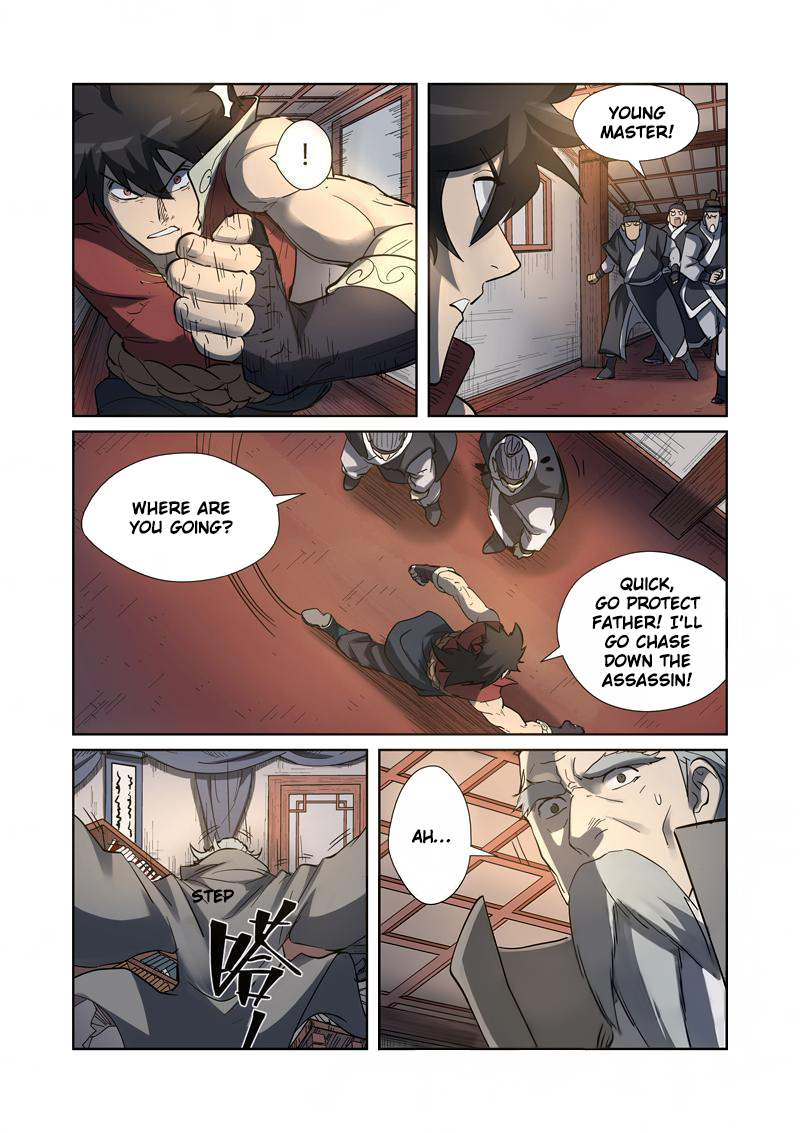 !
YOUNG
MASTER!
WHERE ARE
YOU GOING?
QUICK,
GO PROTECT
FATHER! I'LL
GO CHASE
DOWN THE
ASSASSIN!
STEP
嗒
!
AH...